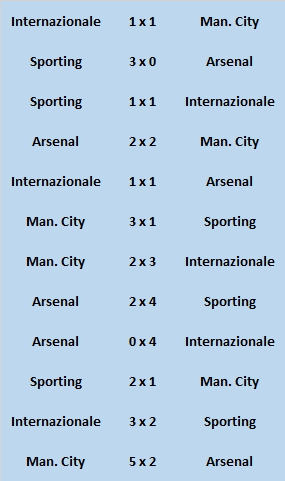 Internazionale 1 x 1 Man. City
Sporting 3 x 0 Arsenal
Sporting 1 x 1 Internazionale
Arsenal 2 x 2 Man. City
Internazionale 1 x 1 Arsenal
Man. City 3 x 1 Sporting
Man. City 2 x 3 Internazionale
Arsenal 2 x 4 Sporting
Arsenal 0 x 4 Internazionale
Sporting 2 x 1 Man. City
Internazionale 3 x 2 Sporting
Man. City 5 x 2 Arsenal